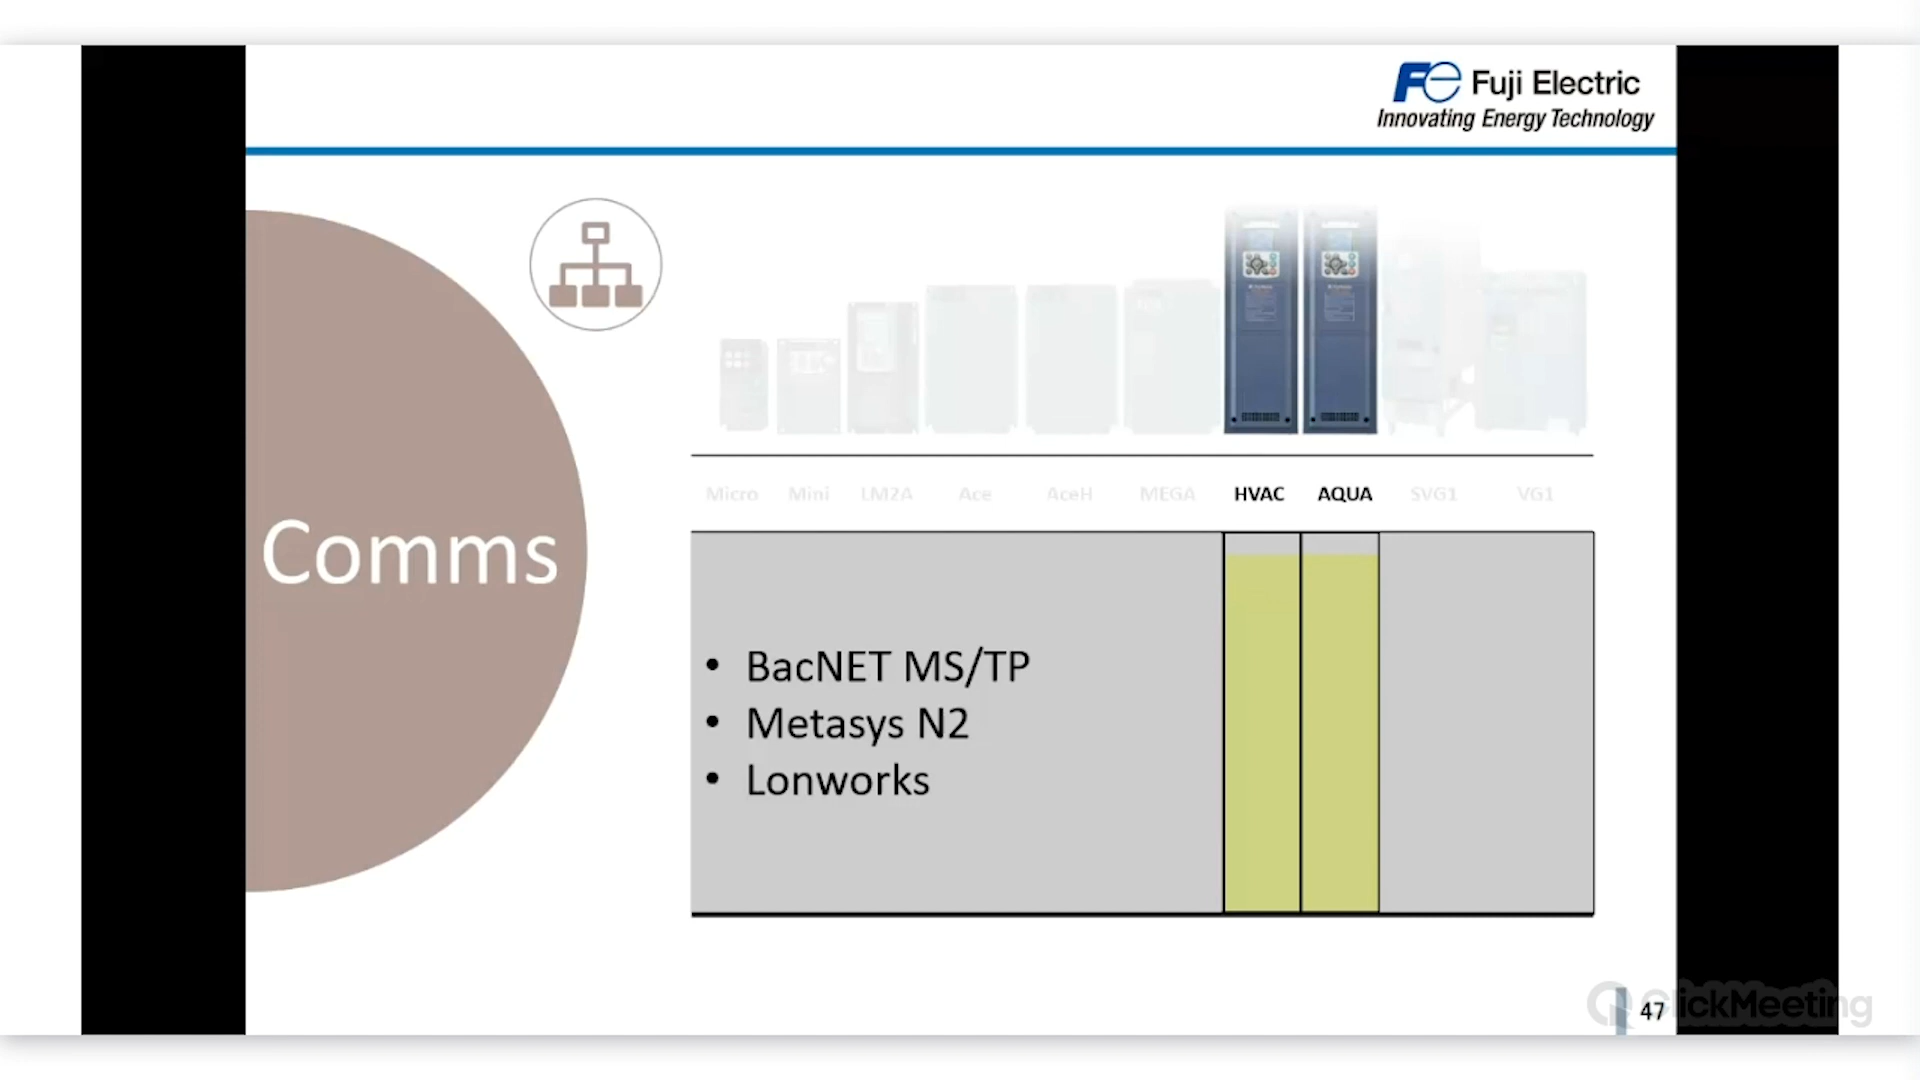 Fuji Electric
Innovating Energy Technology
Comms
Micro Mini LM2A Ace AceH MEGA HVAC AQUA SVG1 VG1
• BacNET MS/TP
• Metasys N2
• Lonworks
47
ClickMeeting